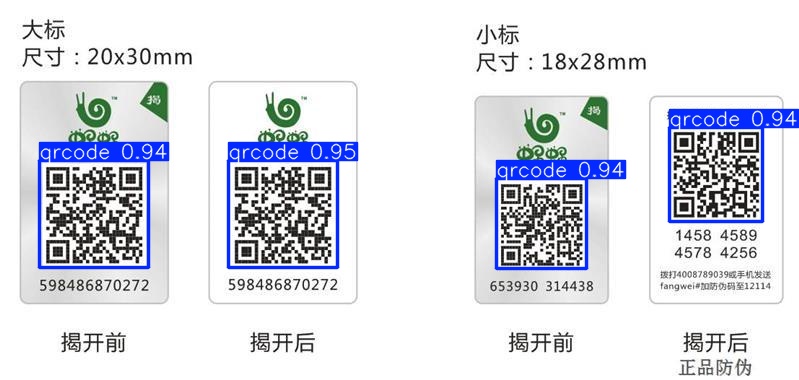 大标
尺寸：20x30mm
揭
TM
qrcode 0.94
598486870272
揭开前
TM
qrcode 0.95
598486870272
揭开后
小标
尺寸：18x28mm
揭
TM
qrcode 0.94
653930 314438
揭开前
qrcode 0.94
1458 4589
4578 4256
拨打4008789039或手机发送
fangwei#加防伪码至12114
揭开后
正品防伪